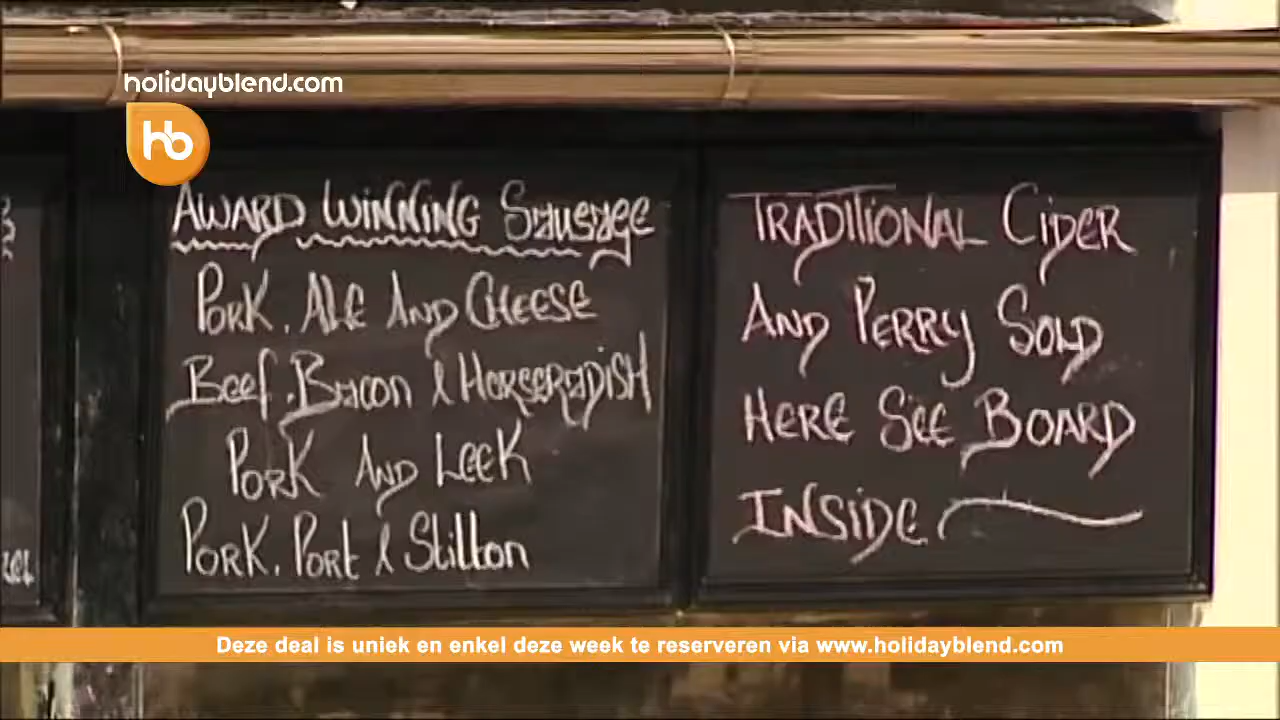 holidayblend.com
hb
AWARD WINNING SAUSAGE
PORK, ALE AND CHEESE
BEEF, BACON & HORSERADISH
PORK AND LEEK
PORK, PORT & STILTON
TRADITIONAL CIDER
AND PERRY SOLD
HERE SEE BOARD
INSIDE
Deze deal is uniek en enkel deze week te reserveren via www.holidayblend.com